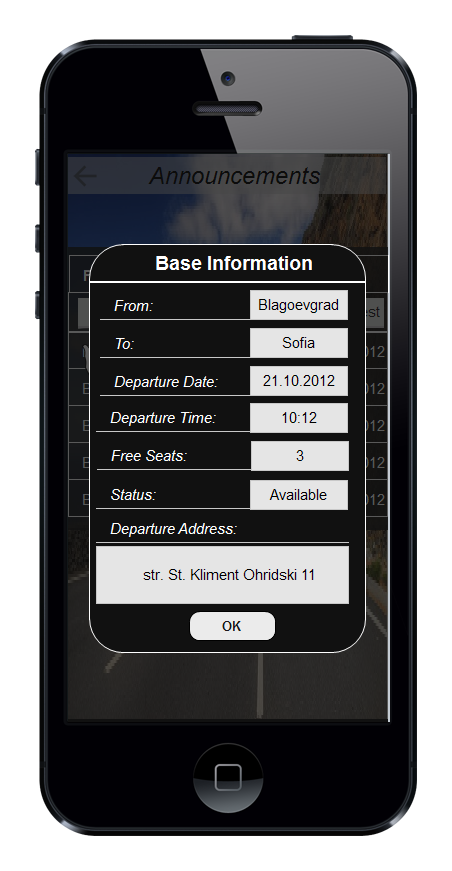 Announcements
Base Information
From: Blagoevgrad
To: Sofia
Departure Date: 21.10.2012
Departure Time: 10:12
Free Seats: 3
Status: Available
Departure Address:
str. St. Kliment Ohridski 11
OK